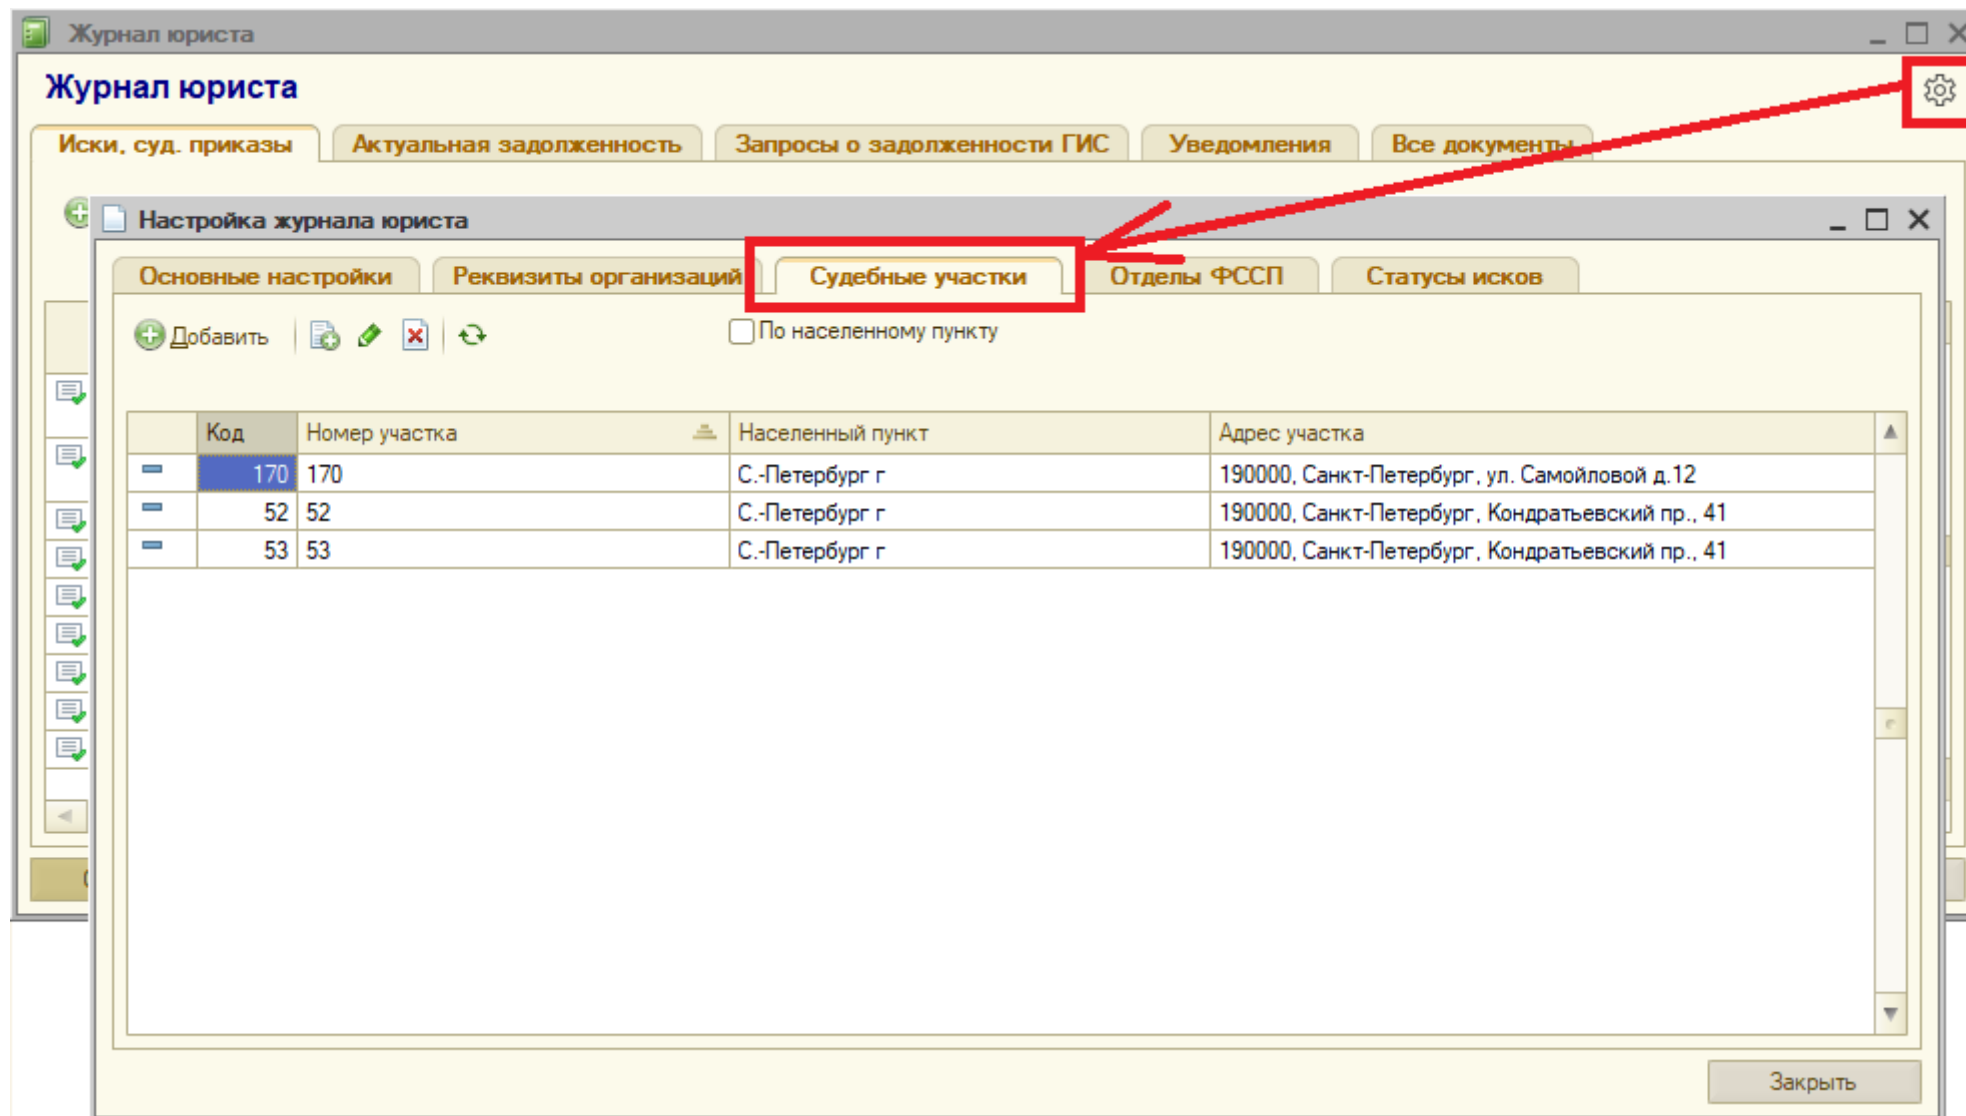 Журнал юриста
Журнал юриста
Иски, суд. приказы Актуальная задолженность Запросы о задолженности ГИС Уведомления Все документы
Настройка журнала юриста
Основные настройки Реквизиты организаций Судебные участки Отделы ФССП Статусы исков
Добавить По населенному пункту
Код Номер участка Населенный пункт Адрес участка
170 170 С.-Петербург г 190000, Санкт-Петербург, ул. Самойловой д.12
52 52 С.-Петербург г 190000, Санкт-Петербург, Кондратьевский пр., 41
53 53 С.-Петербург г 190000, Санкт-Петербург, Кондратьевский пр., 41
Закрыть